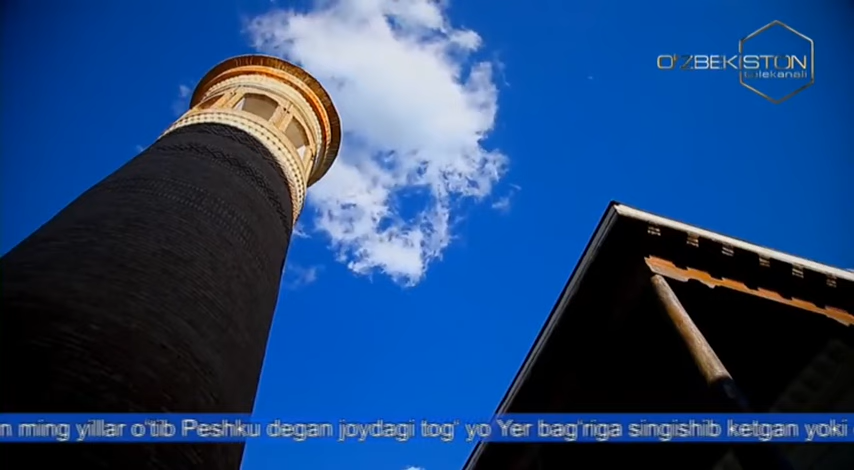 O'ZBEKISTON
telekanali
ming yillar o'tib Peshku degan joydagi tog' yo Yer bag'riga singishib ketgan yoki